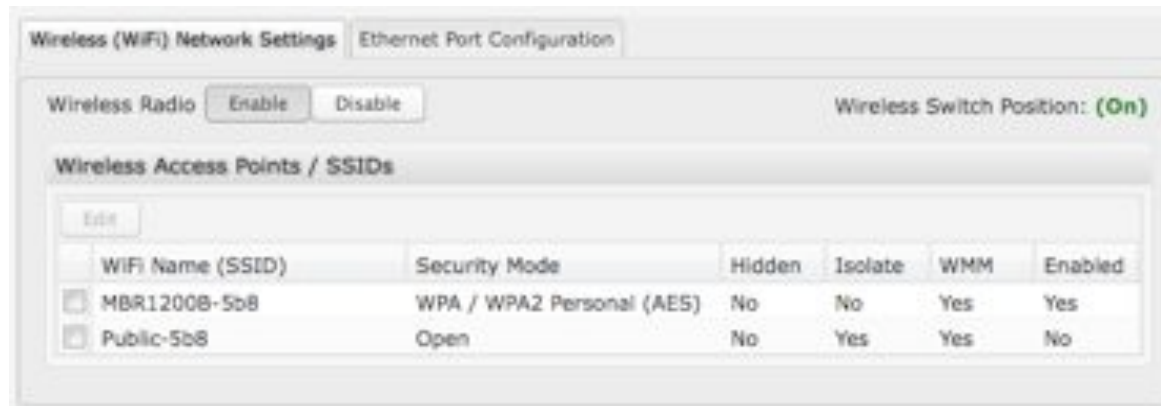 Wireless (WiFi) Network Settings Ethernet Port Configuration
Wireless Radio Enable Disable Wireless Switch Position: (On)
Wireless Access Points / SSIDs
Edit
WiFi Name (SSID) Security Mode Hidden Isolate WMM Enabled
MBR1200B-5b8 WPA / WPA2 Personal (AES) No No Yes Yes
Public-5b8 Open No Yes Yes No